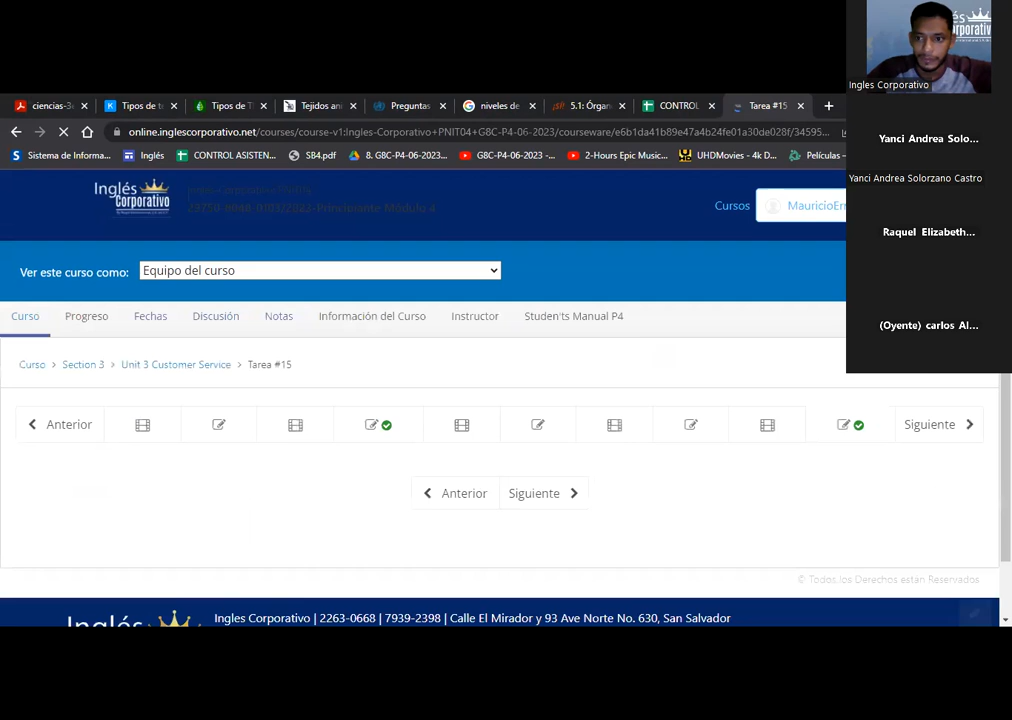 ciencias-3
Tipos de t
Tipos de TI
Tejidos ani
Preguntas
niveles de
5.1: Órgan
CONTROL
Tarea #15
online.inglescorporativo.net/courses/course-v1:Ingles-Corporativo+PNIT04+G8C-P4-06-2023/courseware/e6b1da41b89e47a4b24fe01a30de028f/34595...
Sistema de Informa...
Inglés
CONTROL ASISTEN...
SB4.pdf
8. G8C-P4-06-2023...
G8C-P4-06-2023 -...
2-Hours Epic Music...
UHDMovies - 4k D...
Películas
Inglés
Corporativo
Cursos
MauricioErn
Ver este curso como:
Equipo del curso
Curso
Progreso
Fechas
Discusión
Notas
Información del Curso
Instructor
Studen'ts Manual P4
Curso > Section 3 > Unit 3 Customer Service > Tarea #15
Anterior
Siguiente
Anterior
Siguiente
© Todos los Derechos estan Reservados
Inglés
Ingles Corporativo | 2263-0668 | 7939-2398 | Calle El Mirador y 93 Ave Norte No. 630, San Salvador
Ingles Corporativo
Yanci Andrea Solo...
Yanci Andrea Solorzano Castro
Raquel Elizabeth...
(Oyente) carlos Al...